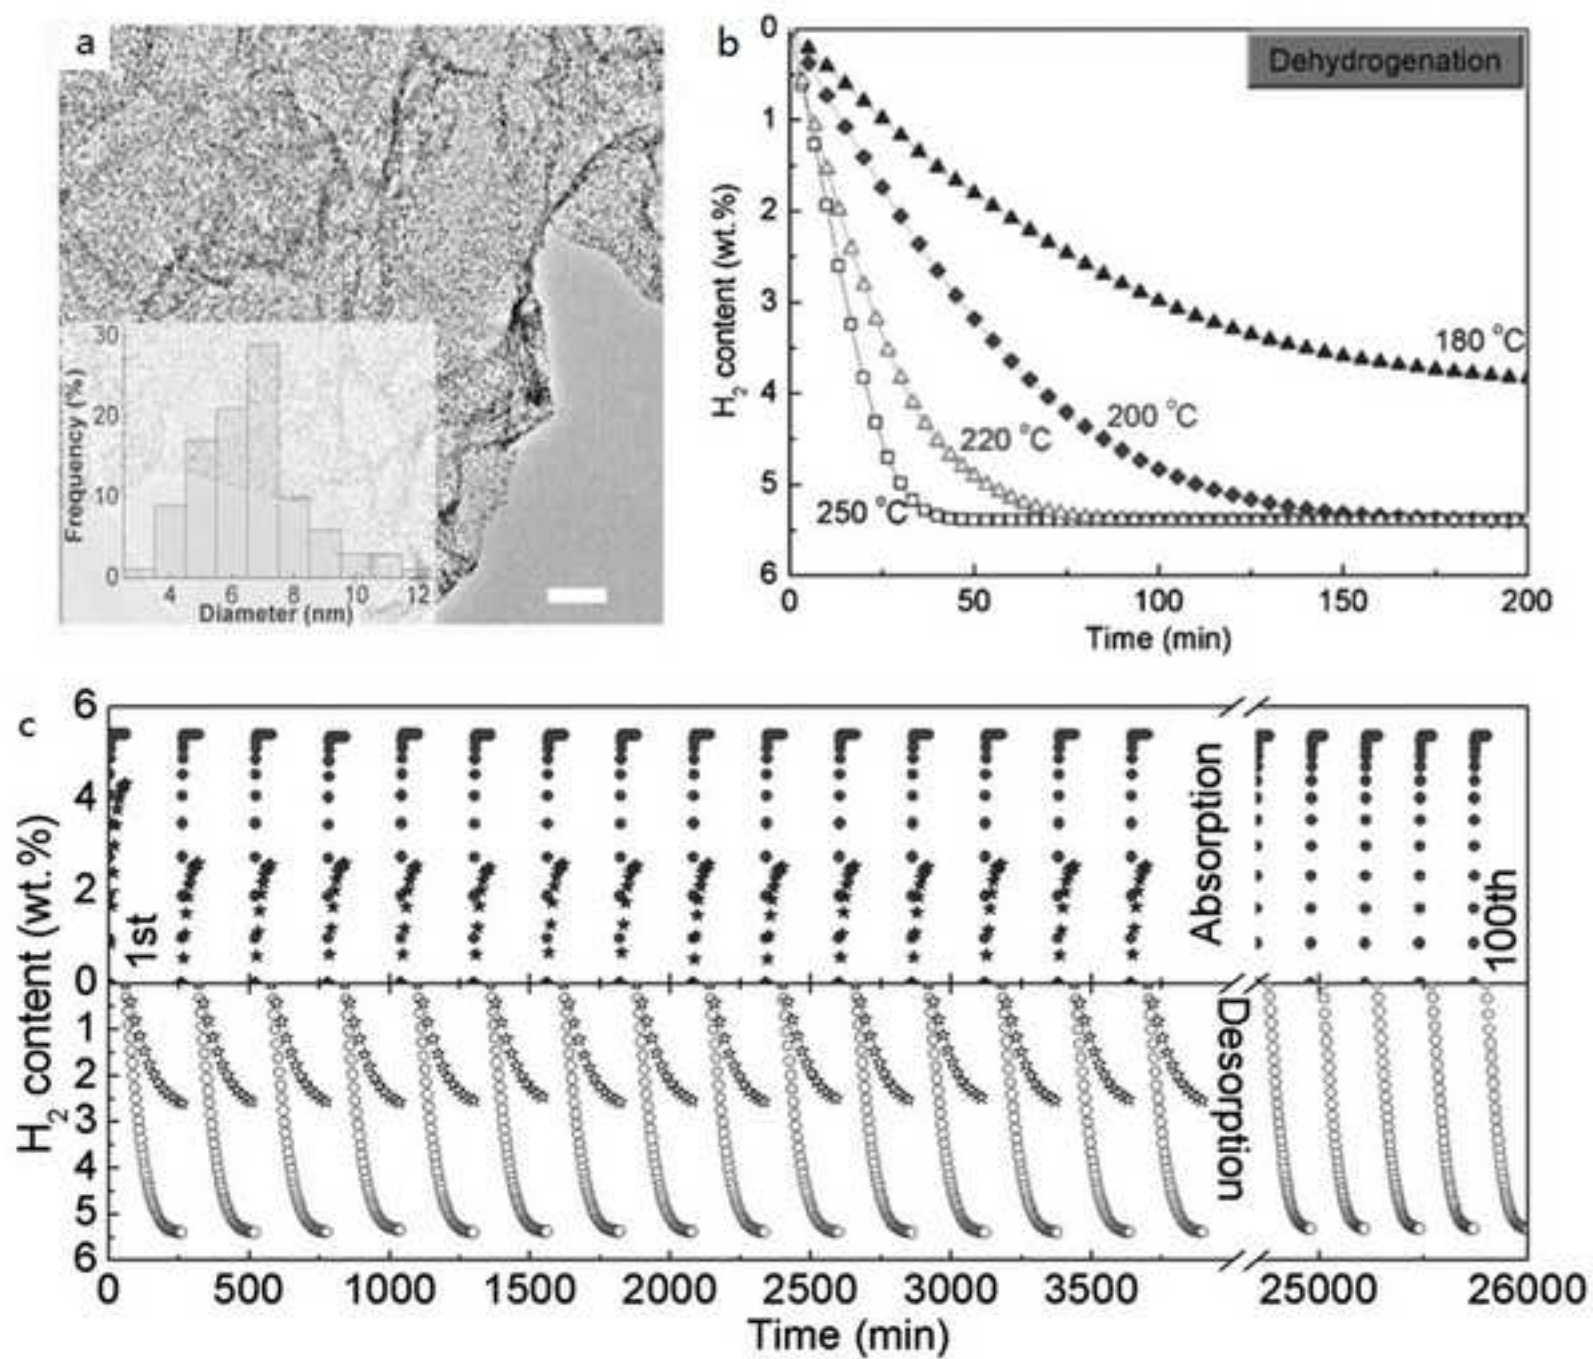 a
30
20
10
0
Frequency (%)
4 6 8 10 12
Diameter (nm)
b
Dehydrogenation
0
1
2
3
4
5
6
H2 content (wt.%)
180 °C
200 °C
220 °C
250 °C
0 50 100 150 200
Time (min)
c
6
4
2
0
1
2
3
4
5
6
H2 content (wt.%)
H2 content (wt.%)
1st
Absorption
100th
Desorption
0 500 1000 1500 2000 2500 3000 3500 25000 26000
Time (min)